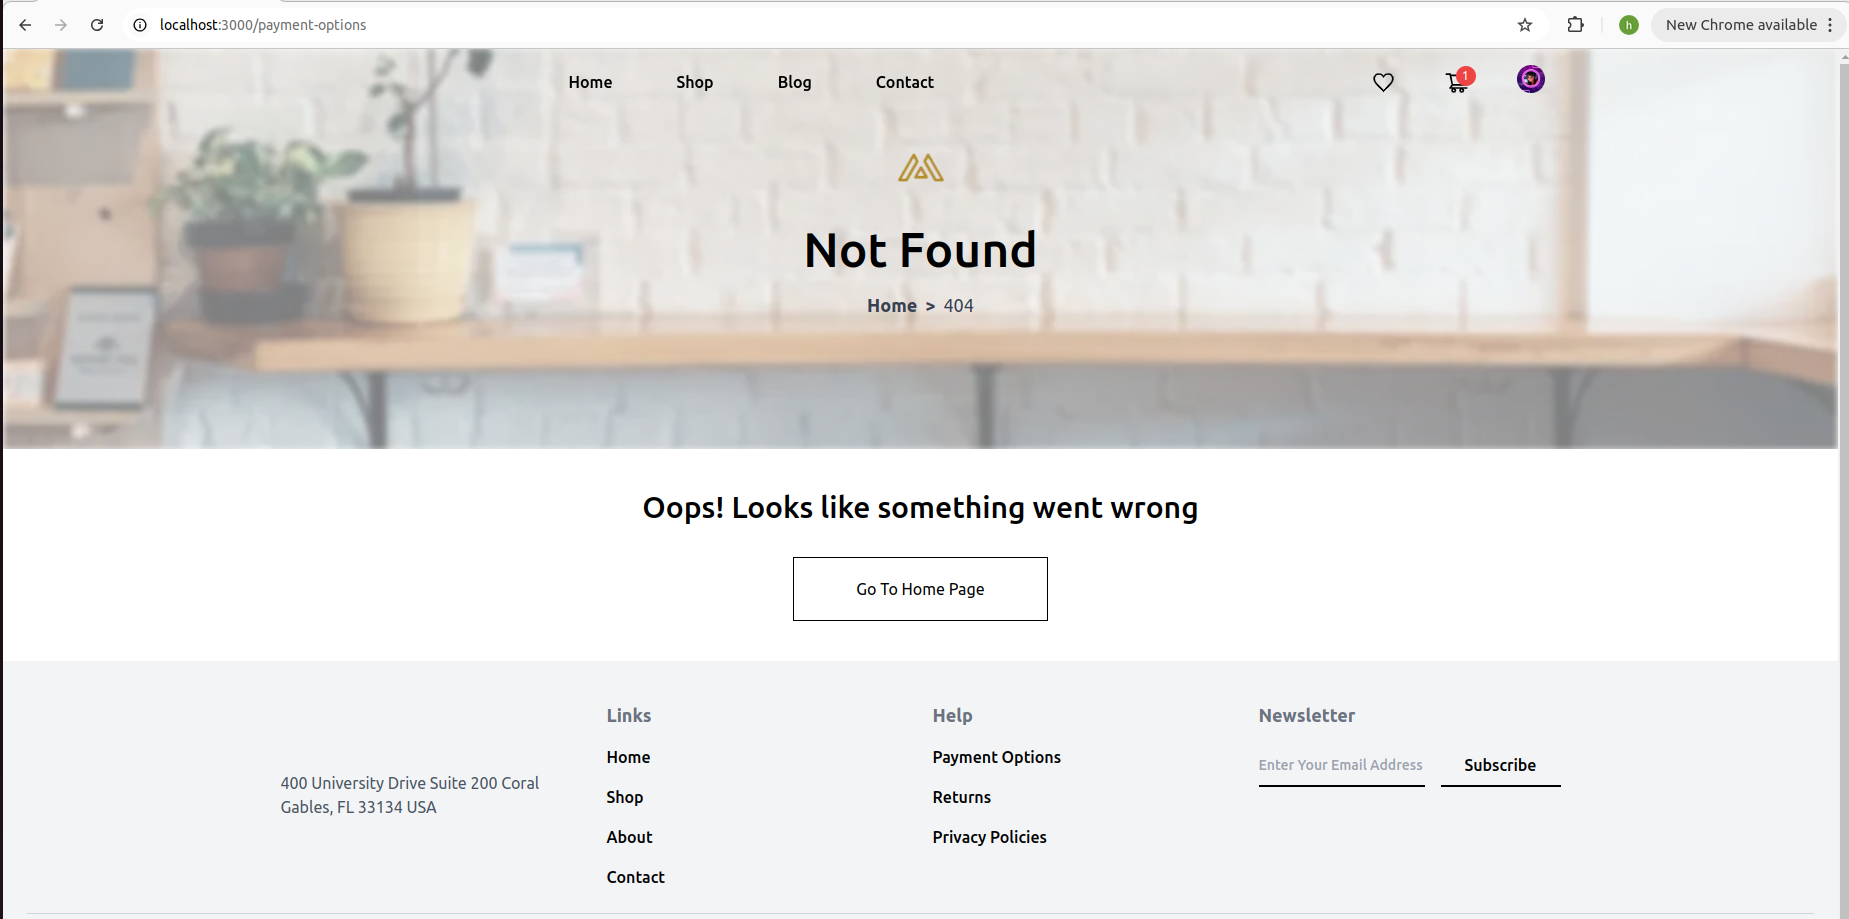 localhost:3000/payment-options
h
New Chrome available
Home Shop Blog Contact
1
Not Found
Home > 404
Oops! Looks like something went wrong
Go To Home Page
400 University Drive Suite 200 Coral
Gables, FL 33134 USA
Links
Home
Shop
About
Contact
Help
Payment Options
Returns
Privacy Policies
Newsletter
Enter Your Email Address
Subscribe